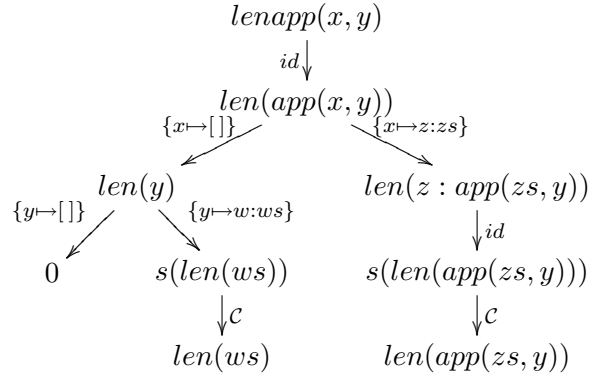 lenapp(x, y)
id
len(app(x, y))
{x↦[ ]} {x↦z:zs}
len(y) len(z : app(zs, y))
{y↦[ ]} {y↦w:ws} id
0 s(len(ws)) s(len(app(zs, y)))
𝒞 𝒞
len(ws) len(app(zs, y))